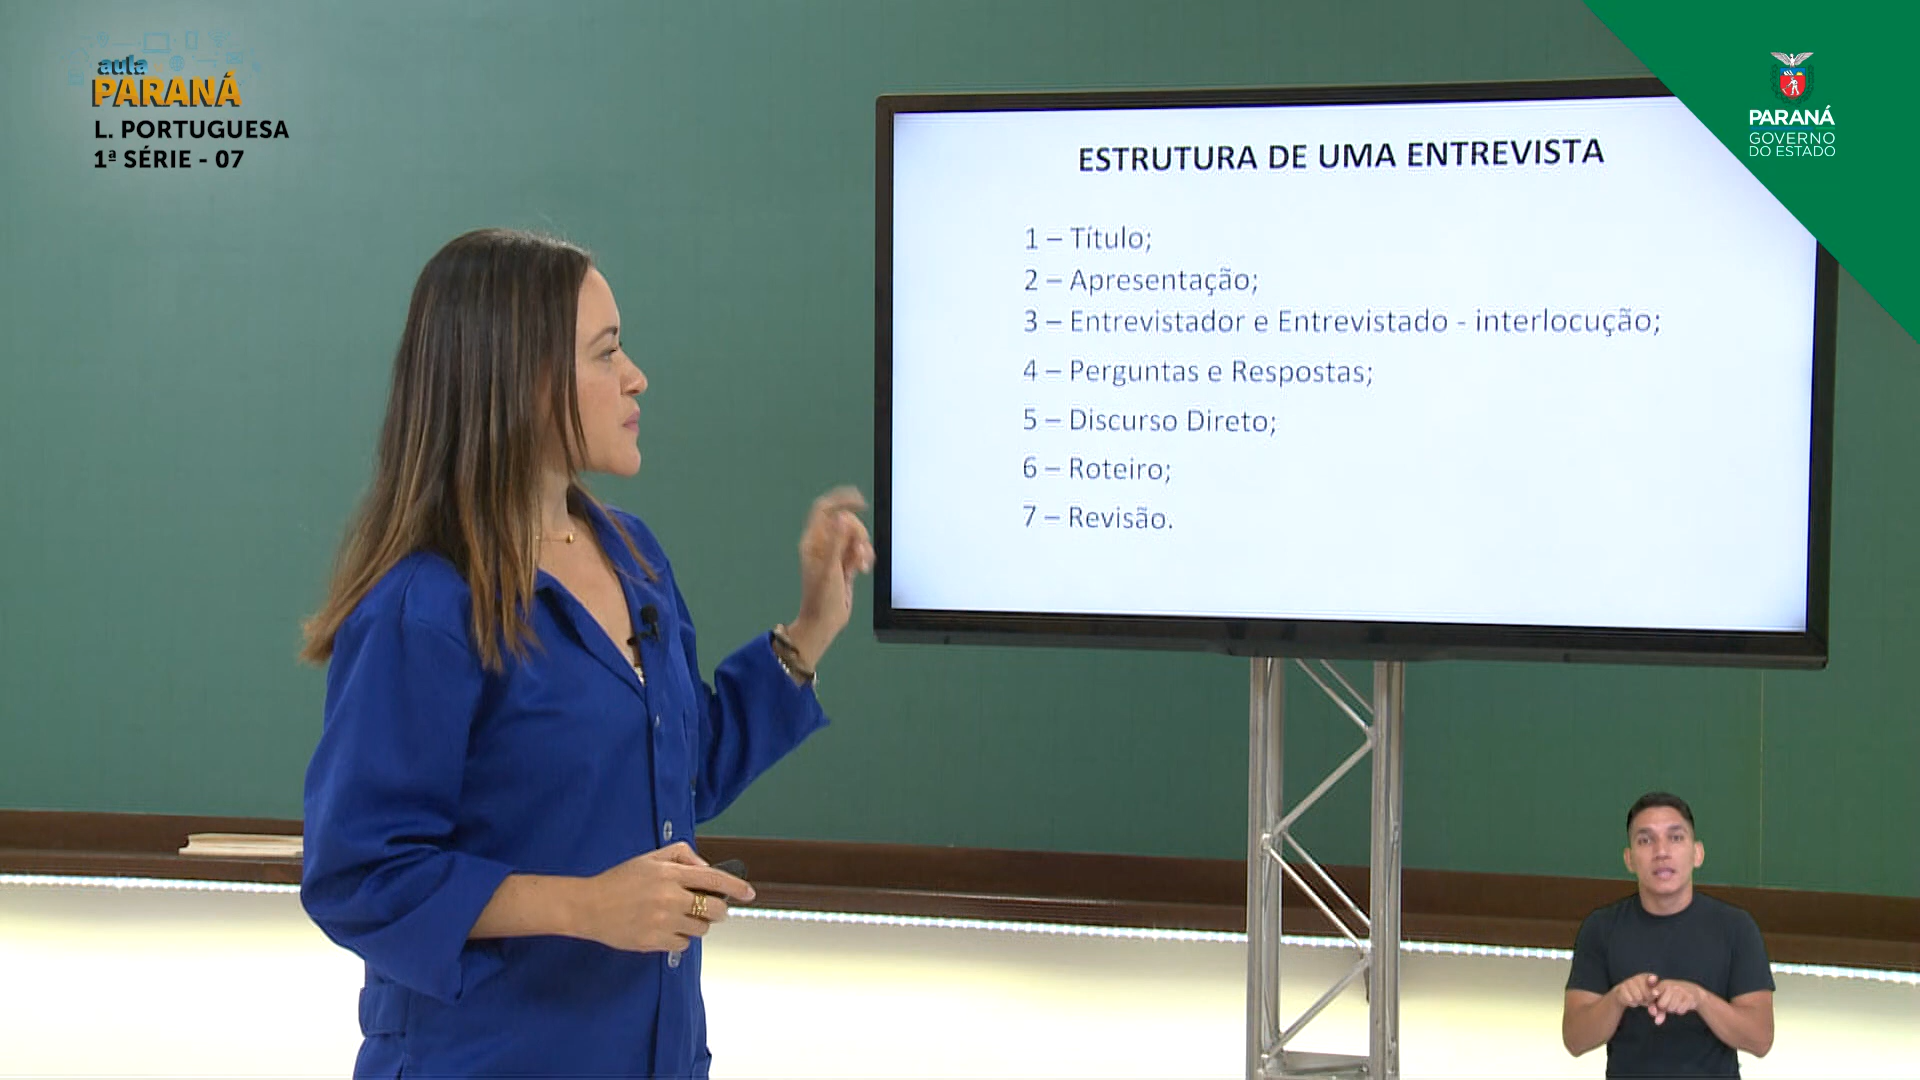 aula
PARANÁ
L. PORTUGUESA
1ª SÉRIE - 07
PARANÁ
GOVERNO
DO ESTADO
ESTRUTURA DE UMA ENTREVISTA
1 – Título;
2 – Apresentação;
3 – Entrevistador e Entrevistado - interlocução;
4 – Perguntas e Respostas;
5 – Discurso Direto;
6 – Roteiro;
7 – Revisão.